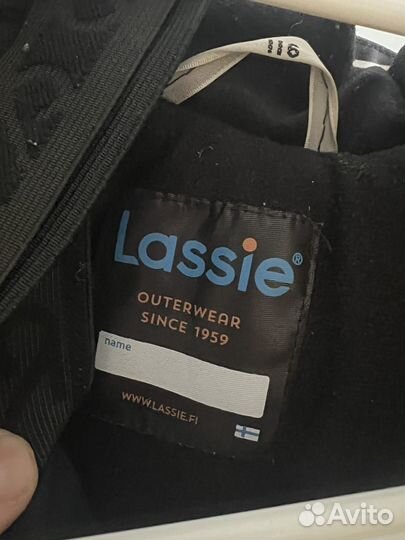 Lassie®
OUTERWEAR
SINCE 1959
name
WWW.LASSIE.FI
Avito